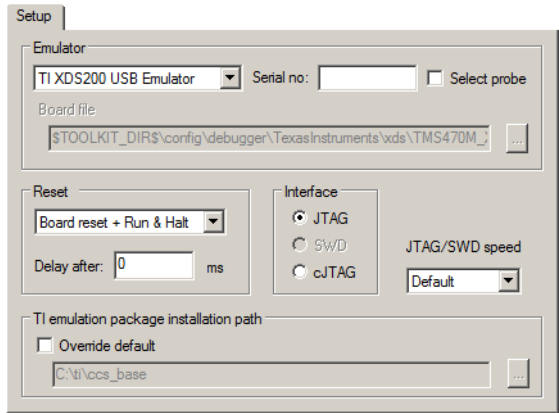 Setup
Emulator
TI XDS200 USB Emulator Serial no: Select probe
Board file
$TOOLKIT_DIR$\config\debugger\TexasInstruments\xds\TMS470M_ ...
Reset Interface
Board reset + Run & Halt JTAG
SWD JTAG/SWD speed
Delay after: 0 ms cJTAG Default
TI emulation package installation path
Override default
C:\ti\ccs_base ...